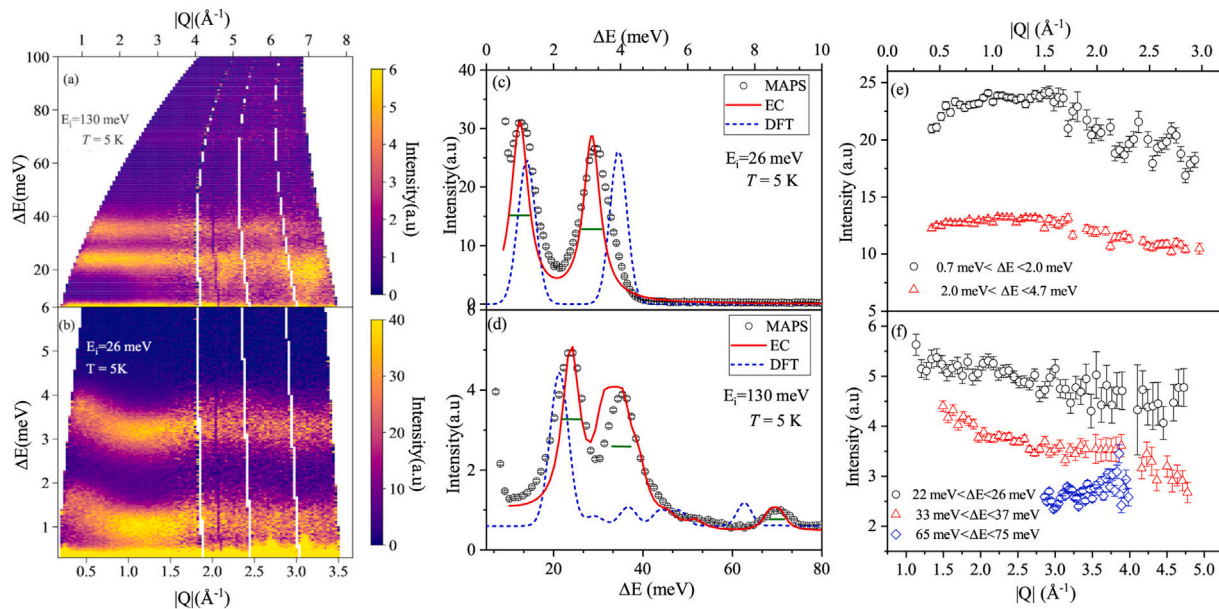 |Q|(Å⁻¹)
1 2 3 4 5 6 7 8
100
80
60
40
20
6
(a)
Eᵢ=130 meV
T = 5 K
ΔE(meV)
6
5
4
3
2
1
0
Intensity(a.u)
(b)
Eᵢ=26 meV
T = 5K
5
4
3
2
1
ΔE(meV)
40
30
20
10
0
Intensity(a.u)
0.5 1.0 1.5 2.0 2.5 3.0 3.5
|Q|(Å⁻¹)
ΔE (meV)
0 2 4 6 8 10
40
30
20
10
0
Intensity(a.u)
(c)
MAPS
EC
DFT
Eᵢ=26 meV
T = 5 K
(d)
MAPS
EC
DFT
Eᵢ=130 meV
T = 5 K
6
4
2
0
Intensity(a.u)
20 40 60 80
ΔE (meV)
|Q| (Å⁻¹)
0.0 0.5 1.0 1.5 2.0 2.5 3.0
25
20
15
10
5
Intensity (a.u)
(e)
0.7 meV< ΔE <2.0 meV
2.0 meV< ΔE <4.7 meV
(f)
6
5
4
3
2
Intensity (a.u)
22 meV<ΔE<26 meV
33 meV<ΔE<37 meV
65 meV<ΔE<75 meV
1.0 1.5 2.0 2.5 3.0 3.5 4.0 4.5 5.0
|Q|(Å⁻¹)